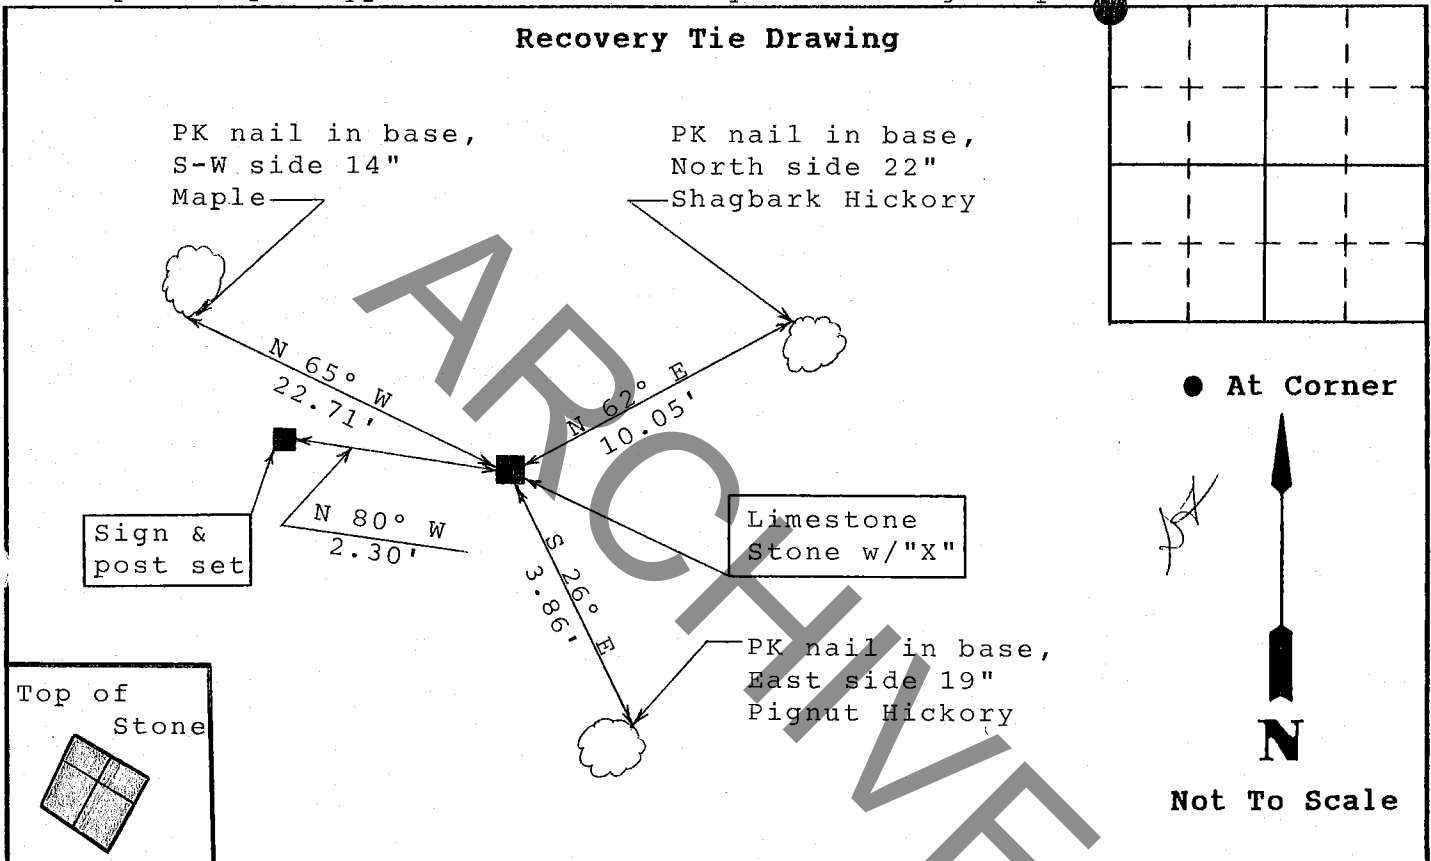 Recovery Tie Drawing
PK nail in base,
S-W side 14"
Maple
PK nail in base,
North side 22"
Shagbark Hickory
N 65° W
22.71'
N 62° E
10.05'
● At Corner
Sign &
post set
N 80° W
2.30'
Limestone
Stone w/"X"
S 26° E
3.86'
PK nail in base,
East side 19"
Pignut Hickory
Top of
Stone
N
Not To Scale
ARCHIVE